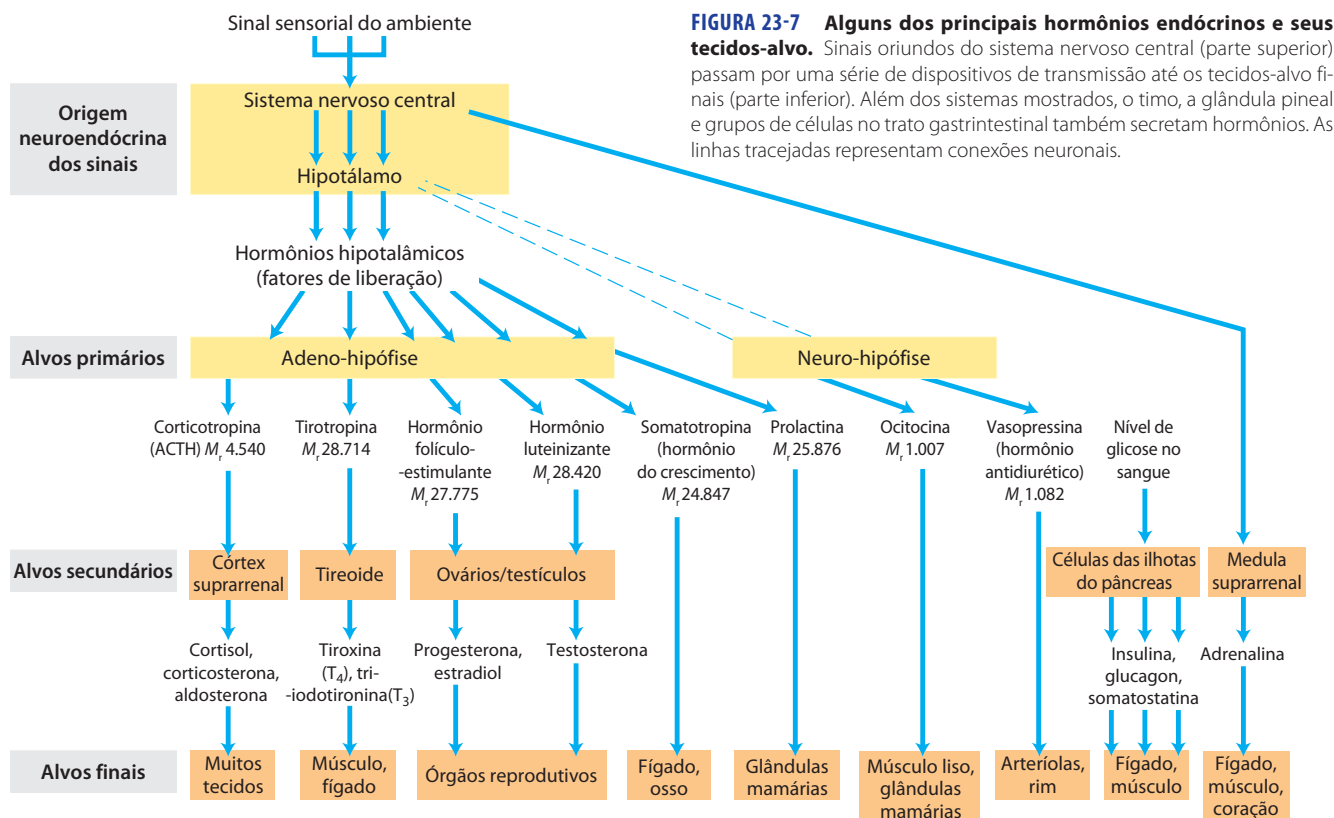 Sinal sensorial do ambiente
FIGURA 23-7 Alguns dos principais hormônios endócrinos e seus
tecidos-alvo. Sinais oriundos do sistema nervoso central (parte superior)
passam por uma série de dispositivos de transmissão até os tecidos-alvo fi-
nais (parte inferior). Além dos sistemas mostrados, o timo, a glândula pineal
e grupos de células no trato gastrintestinal também secretam hormônios. As
linhas tracejadas representam conexões neuronais.
Origem
neuroendócrina
dos sinais
Sistema nervoso central
Hipotálamo
Hormônios hipotalâmicos
(fatores de liberação)
Alvos primários
Adeno-hipófise
Neuro-hipófise
Corticotropina
(ACTH) Mr 4.540
Tirotropina
Mr 28.714
Hormônio
folículo-
-estimulante
Mr 27.775
Hormônio
luteinizante
Mr 28.420
Somatotropina
(hormônio
do crescimento)
Mr 24.847
Prolactina
Mr 25.876
Ocitocina
Mr 1.007
Vasopressina
(hormônio
antidiurético)
Mr 1.082
Nível de
glicose no
sangue
Alvos secundários
Córtex
suprarrenal
Tireoide
Ovários/testículos
Células das ilhotas
do pâncreas
Medula
suprarrenal
Cortisol,
corticosterona,
aldosterona
Tiroxina
(T4), tri-
-iodotironina(T3)
Progesterona,
estradiol
Testosterona
Insulina,
glucagon,
somatostatina
Adrenalina
Alvos finais
Muitos
tecidos
Músculo,
fígado
Órgãos reprodutivos
Fígado,
osso
Glândulas
mamárias
Músculo liso,
glândulas
mamárias
Arteríolas,
rim
Fígado,
músculo
Fígado,
músculo,
coração